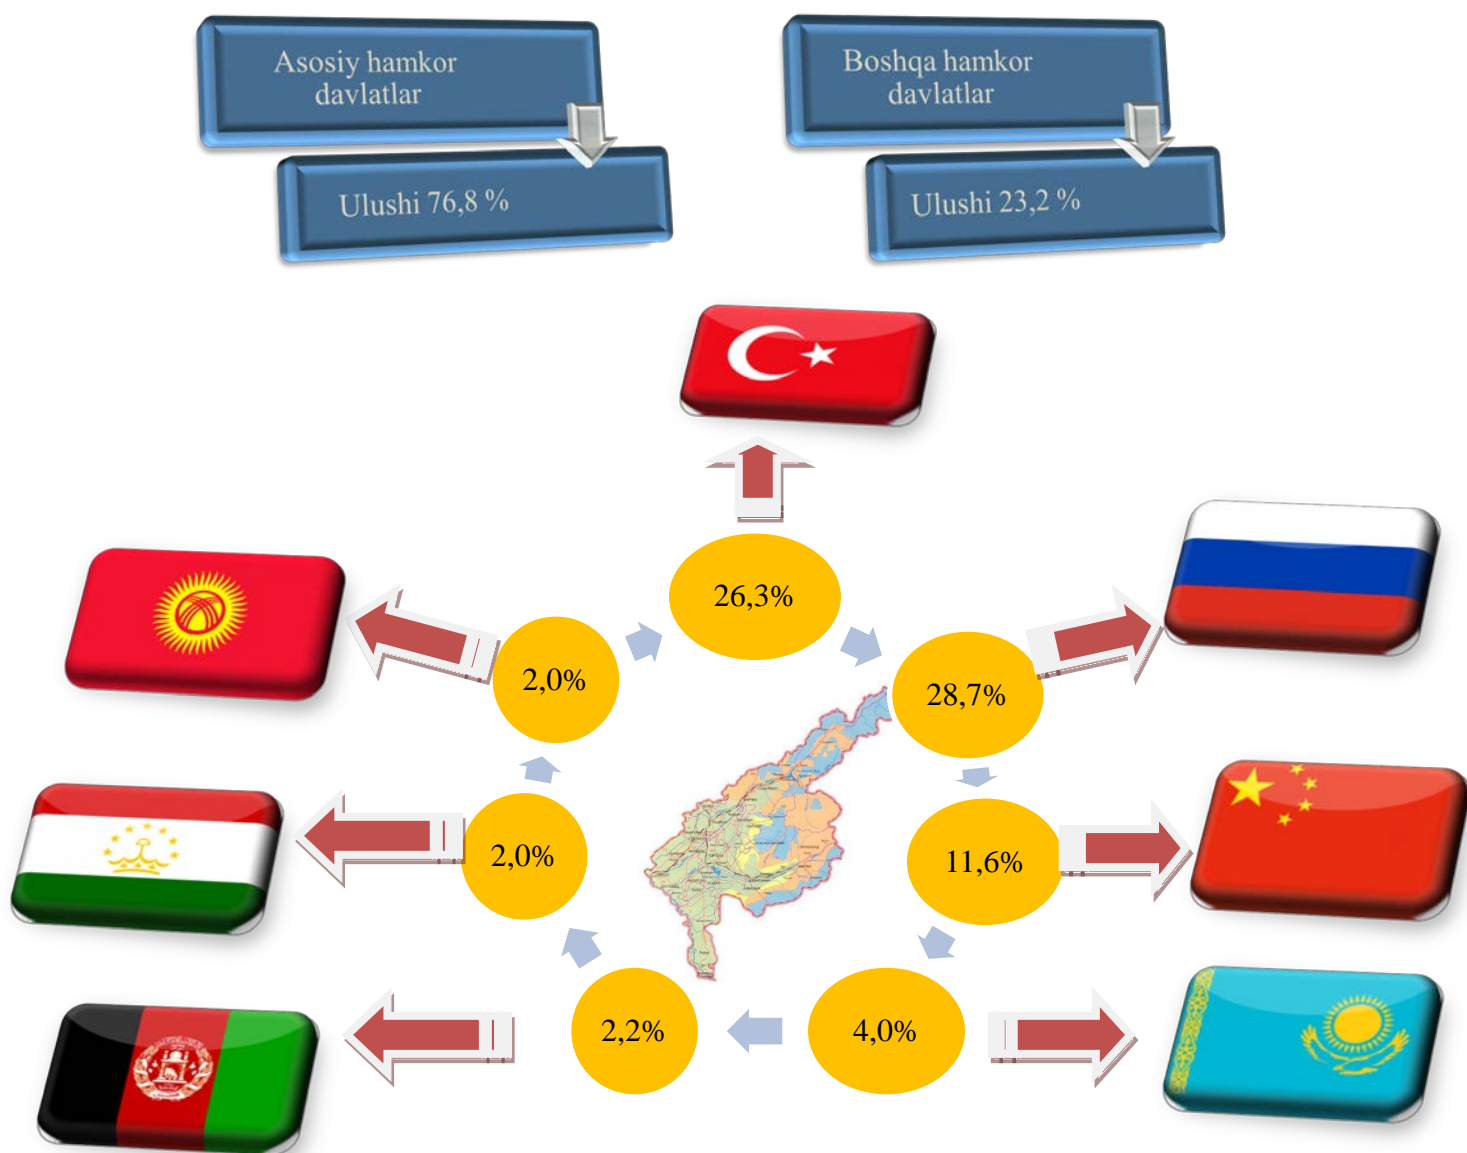 Asosiy hamkor
davlatlar
Boshqa hamkor
davlatlar
Ulushi 76,8 %
Ulushi 23,2 %
26,3%
2,0%
28,7%
2,0%
11,6%
2,2%
4,0%